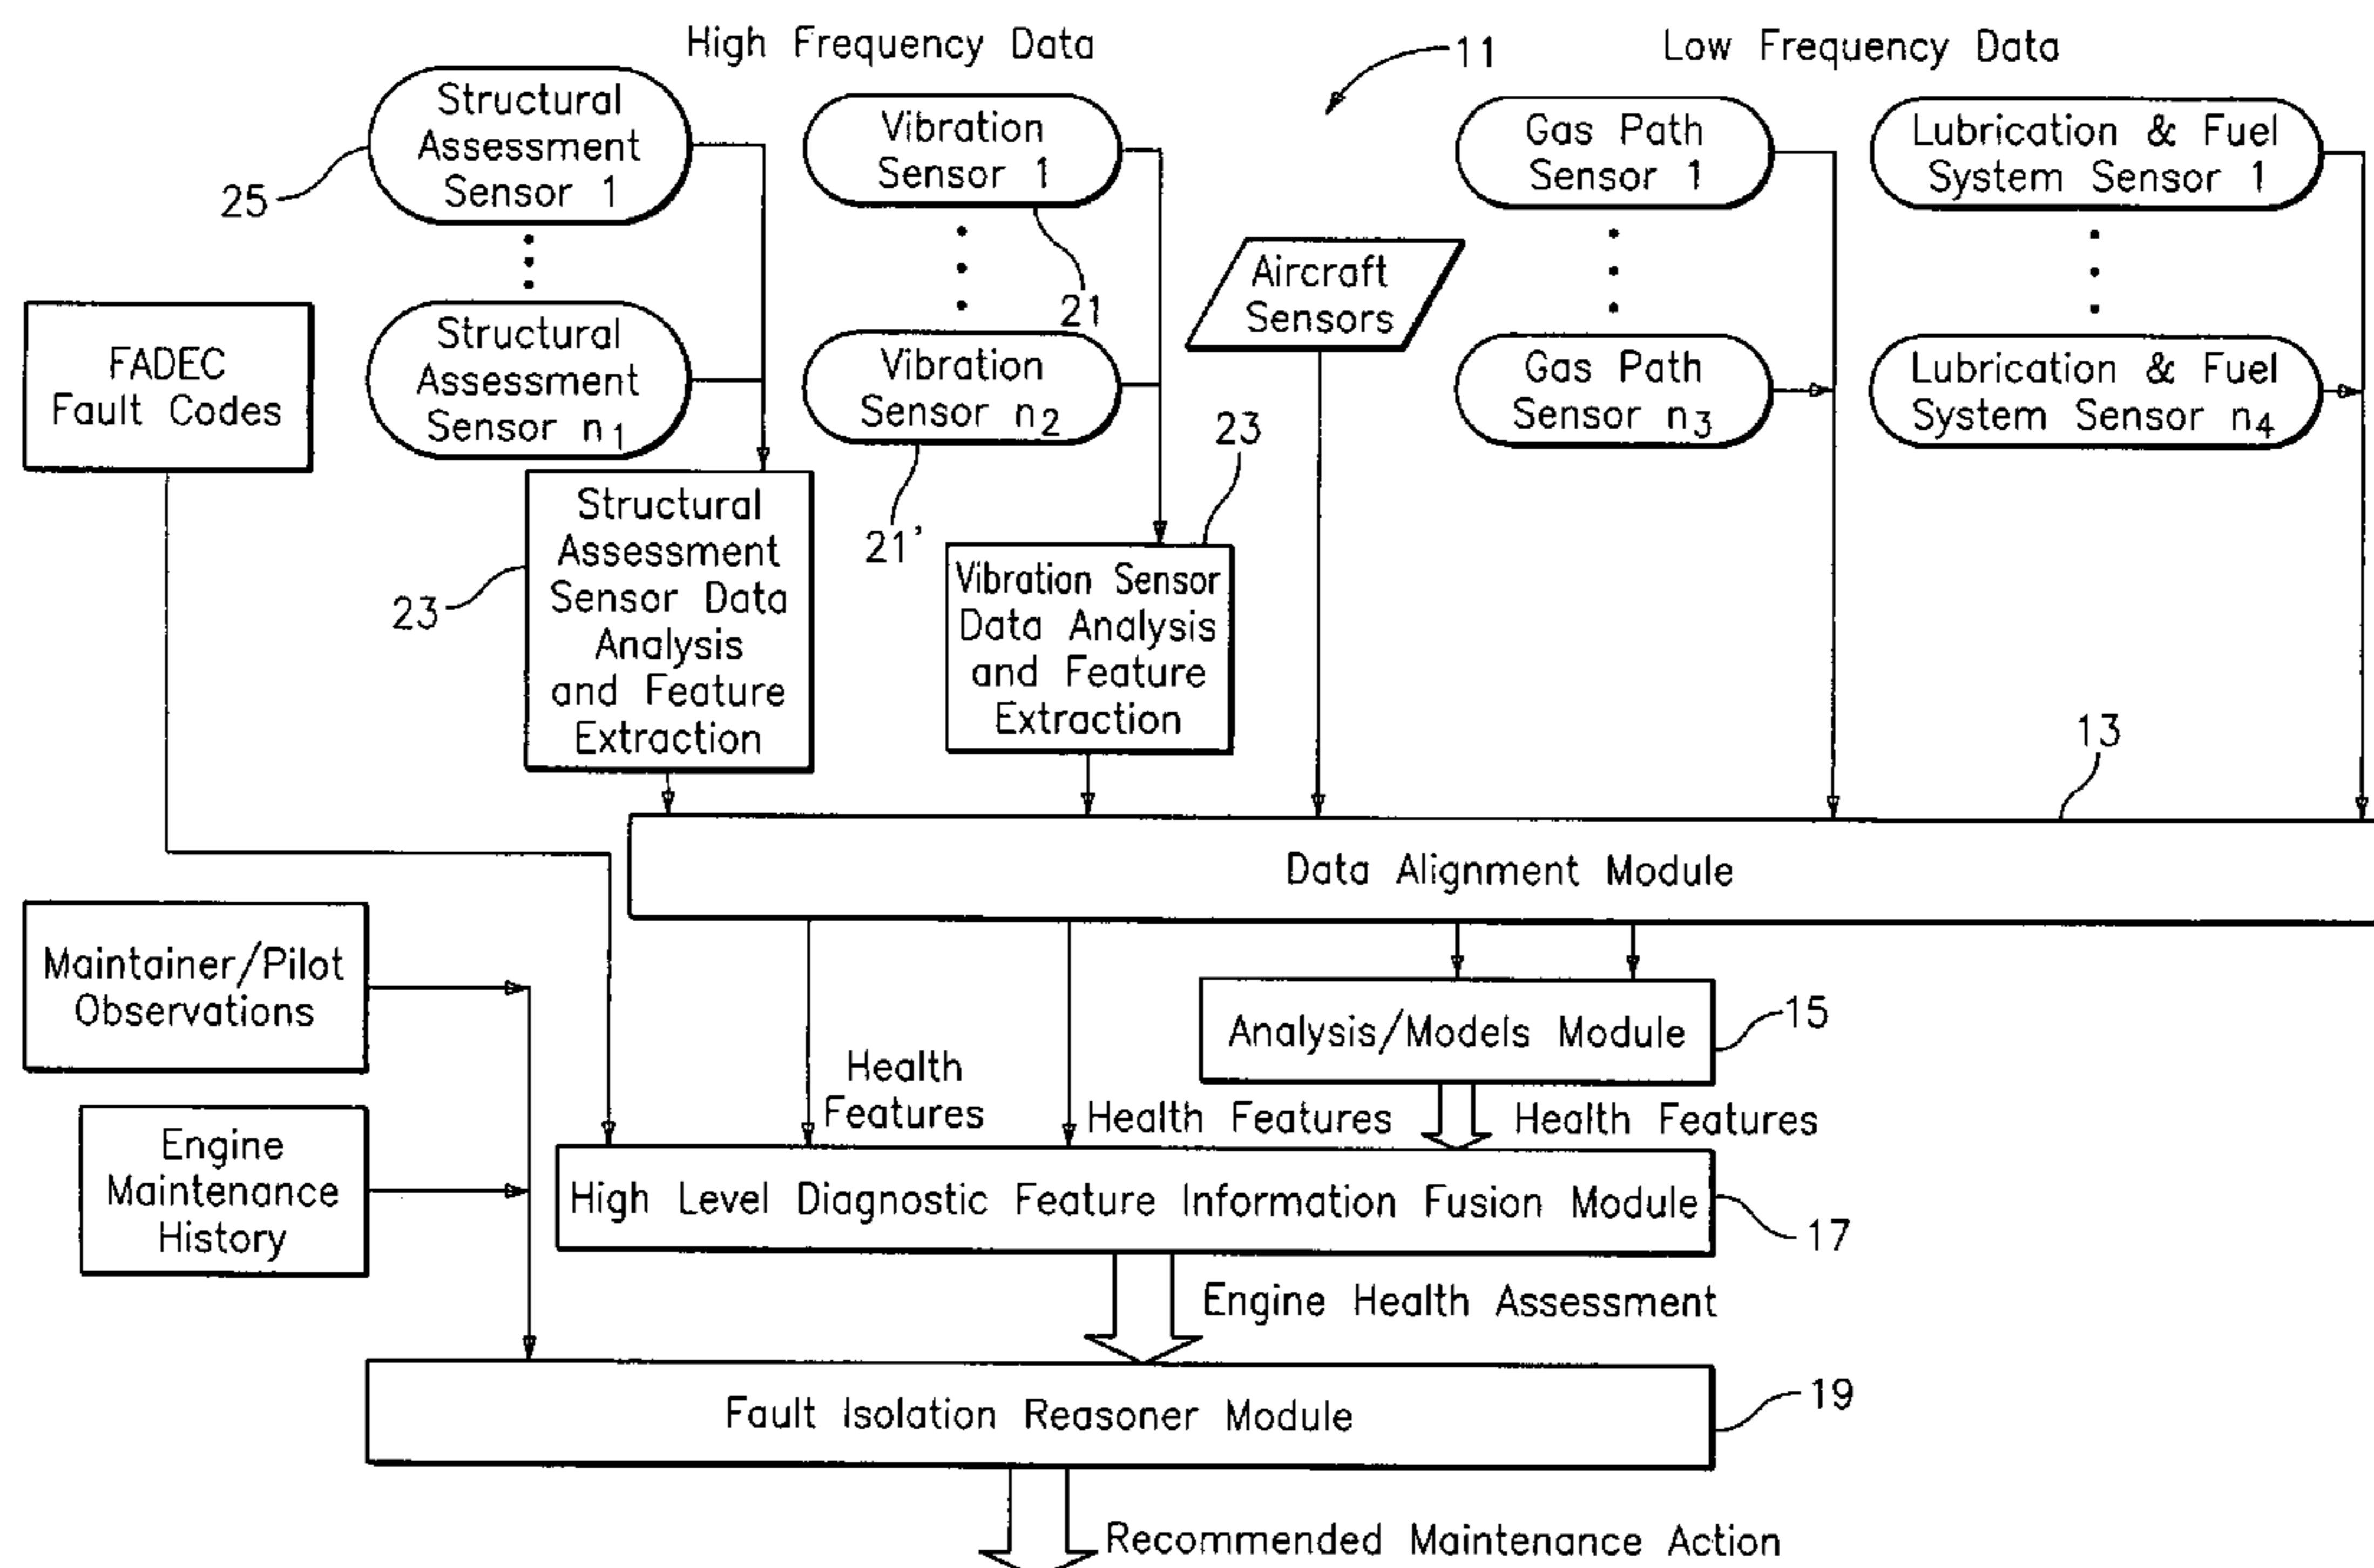 High Frequency Data
11
Low Frequency Data
Structural
Assessment
Sensor 1
25
Vibration
Sensor 1
21
Gas Path
Sensor 1
Lubrication & Fuel
System Sensor 1
Aircraft
Sensors
FADEC
Fault Codes
Structural
Assessment
Sensor n1
Vibration
Sensor n2
21'
23
Gas Path
Sensor n3
Lubrication & Fuel
System Sensor n4
Structural
Assessment
Sensor Data
Analysis
and Feature
Extraction
23
Vibration Sensor
Data Analysis
and Feature
Extraction
13
Data Alignment Module
Maintainer/Pilot
Observations
Analysis/Models Module
15
Health
Features
Health Features
Health Features
Engine
Maintenance
History
High Level Diagnostic Feature Information Fusion Module
17
Engine Health Assessment
Fault Isolation Reasoner Module
19
Recommended Maintenance Action